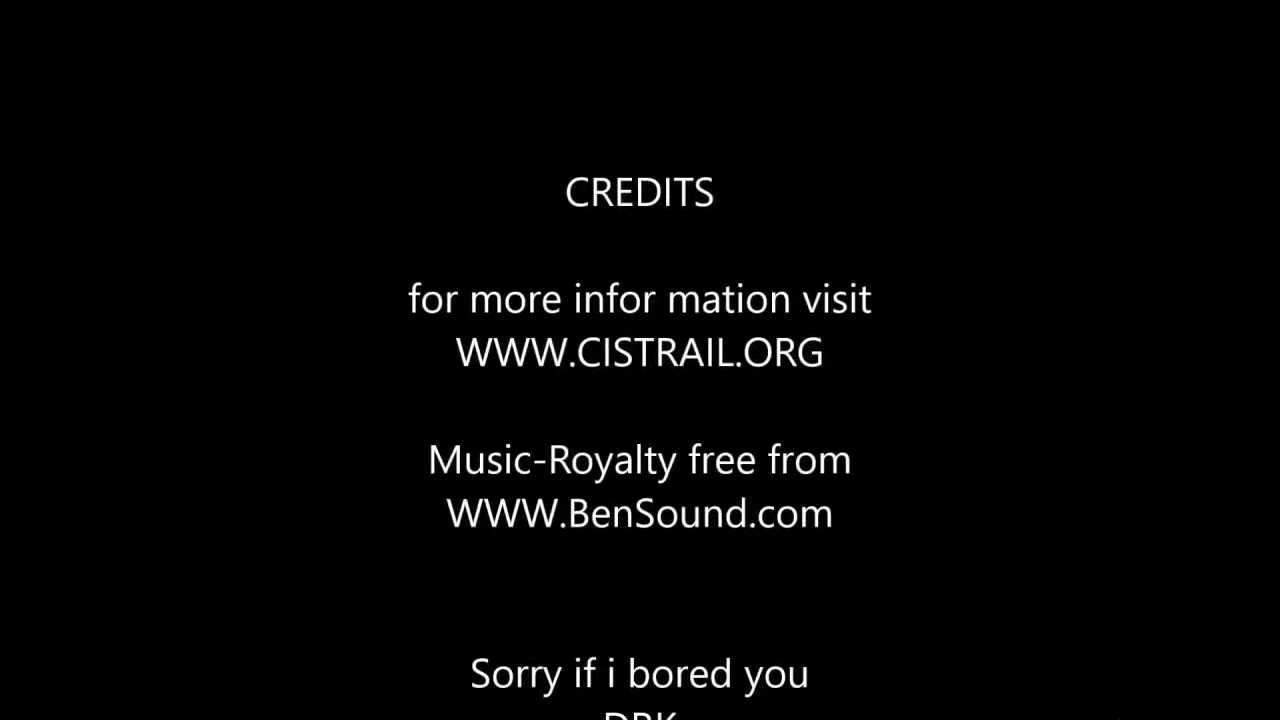 CREDITS
for more infor mation visit
WWW.CISTRAIL.ORG
Music-Royalty free from
WWW.BenSound.com
Sorry if i bored you